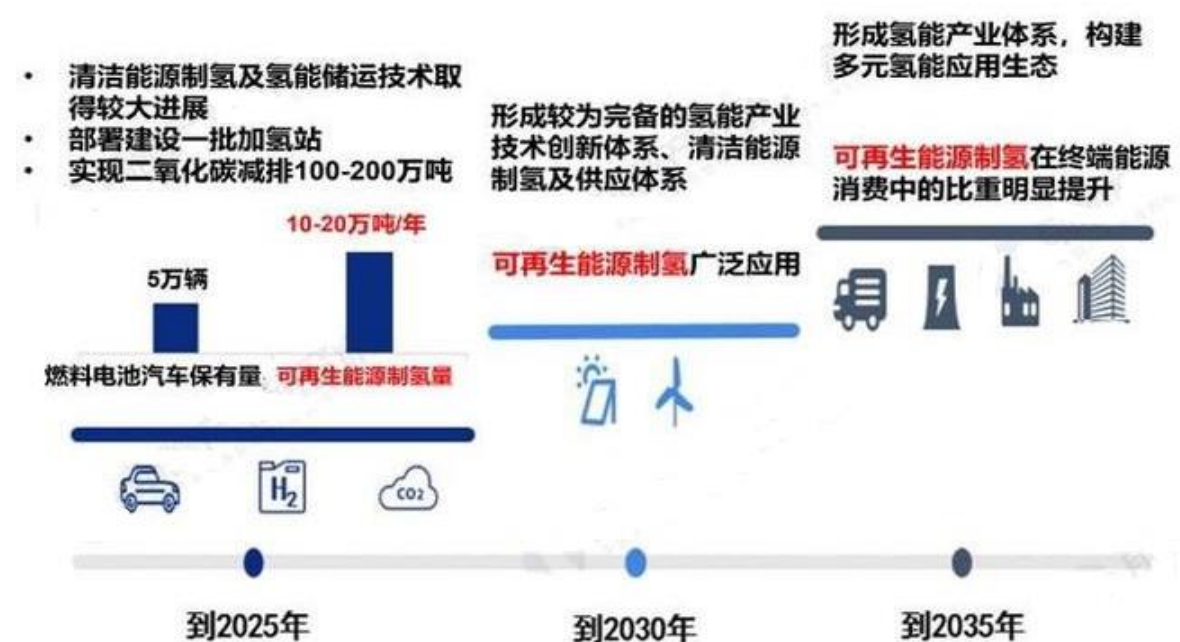 • 清洁能源制氢及氢能储运技术取
得较大进展
• 部署建设一批加氢站
• 实现二氧化碳减排100-200万吨
10-20万吨/年
5万辆
燃料电池汽车保有量
可再生能源制氢量
H2
CO2
到2025年
形成较为完备的氢能产业
技术创新体系、清洁能源
制氢及供应体系
可再生能源制氢广泛应用
到2030年
形成氢能产业体系，构建
多元氢能应用生态
可再生能源制氢在终端能源
消费中的比重明显提升
到2035年